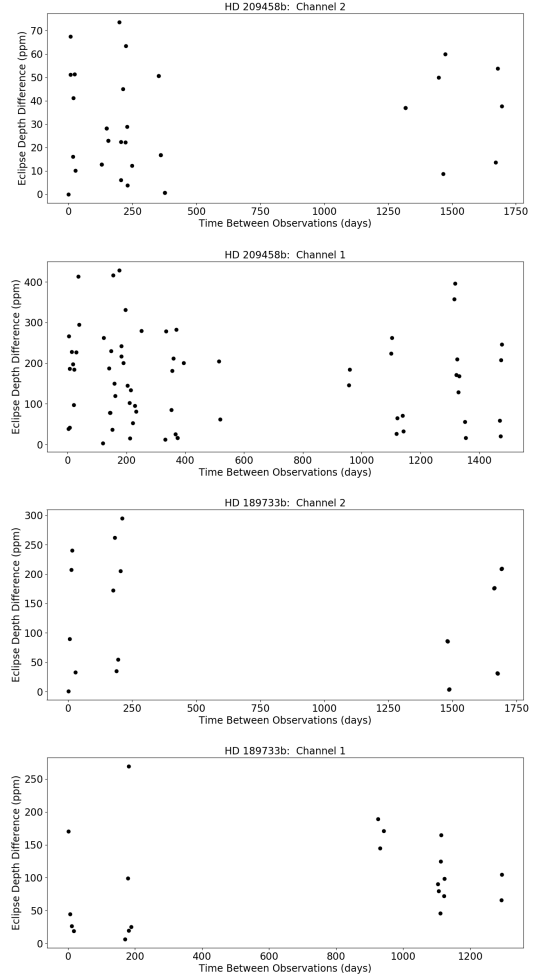 HD 209458b: Channel 2
Eclipse Depth Difference (ppm)
70
60
50
40
30
20
10
0
0 250 500 750 1000 1250 1500 1750
Time Between Observations (days)
HD 209458b: Channel 1
Eclipse Depth Difference (ppm)
400
300
200
100
0
0 200 400 600 800 1000 1200 1400
Time Between Observations (days)
HD 189733b: Channel 2
Eclipse Depth Difference (ppm)
300
250
200
150
100
50
0
0 250 500 750 1000 1250 1500 1750
Time Between Observations (days)
HD 189733b: Channel 1
Eclipse Depth Difference (ppm)
250
200
150
100
50
0
0 200 400 600 800 1000 1200
Time Between Observations (days)